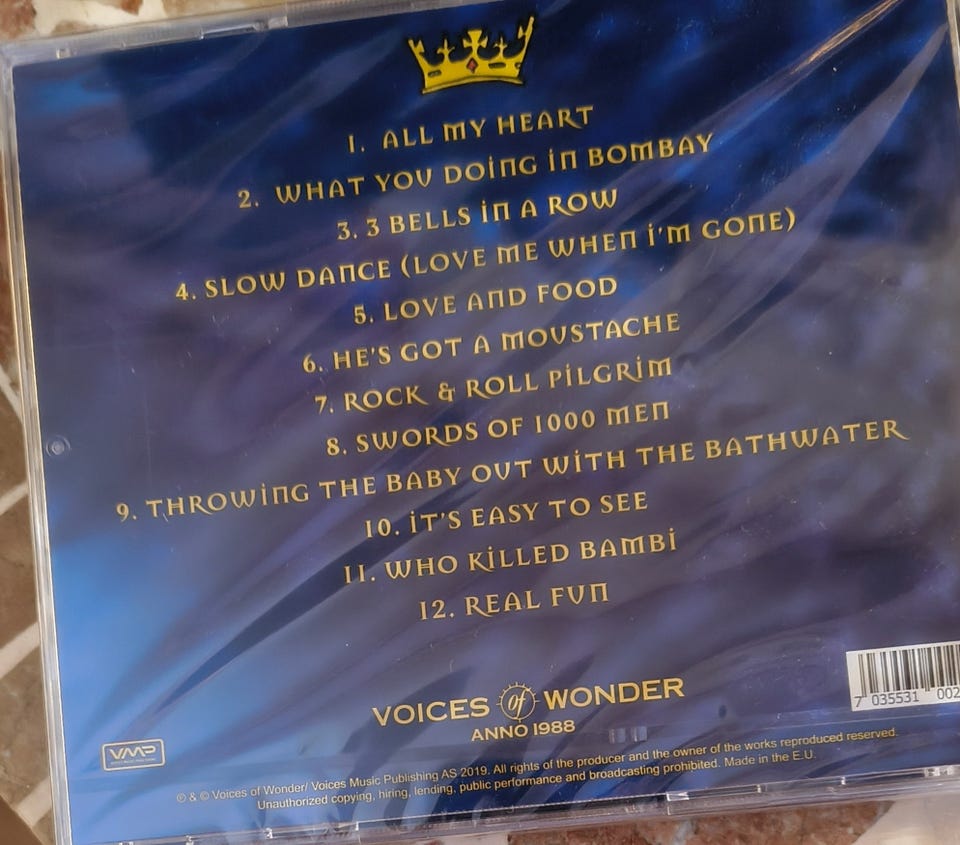 1. ALL MY HEART
2. WHAT YOU DOING IN BOMBAY
3. 3 BELLS IN A ROW
4. SLOW DANCE (LOVE ME WHEN I'M GONE)
5. LOVE AND FOOD
6. HE'S GOT A MOUSTACHE
7. ROCK & ROLL PILGRIM
8. SWORDS OF 1000 MEN
9. THROWING THE BABY OUT WITH THE BATHWATER
10. IT'S EASY TO SEE
11. WHO KILLED BAMBI
12. REAL FUN
VOICES of WONDER
ANNO 1988
7 035531 002
VMP
℗ & © Voices of Wonder/ Voices Music Publishing AS 2019. All rights of the producer and the owner of the works reproduced reserved.
Unauthorized copying, hiring, lending, public performance and broadcasting prohibited. Made in the E.U.